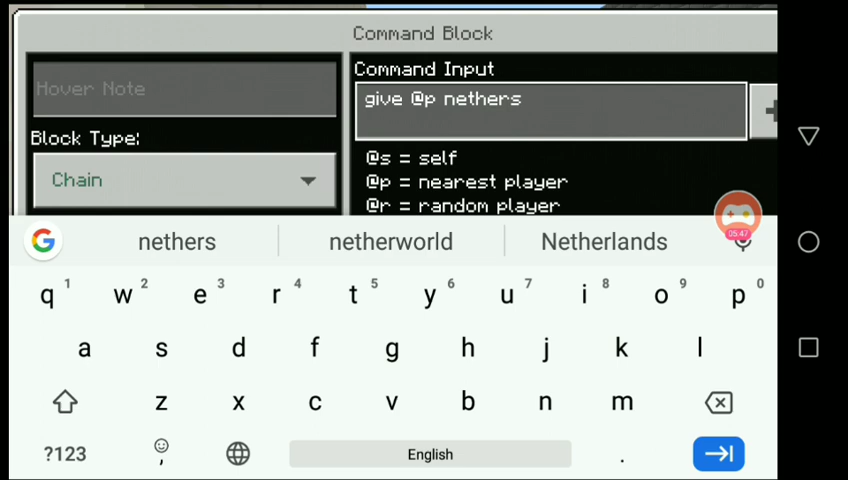 Command Block
Hover Note
Command Input
give @p nethers
Block Type:
Chain
@s = self
@p = nearest player
@r = random player
05:47
G
nethers
netherworld
Netherlands
q 1 w 2 e 3 r 4 t 5 y 6 u 7 i 8 o 9 p 0
a s d f g h j k l
z x c v b n m
?123 , English .